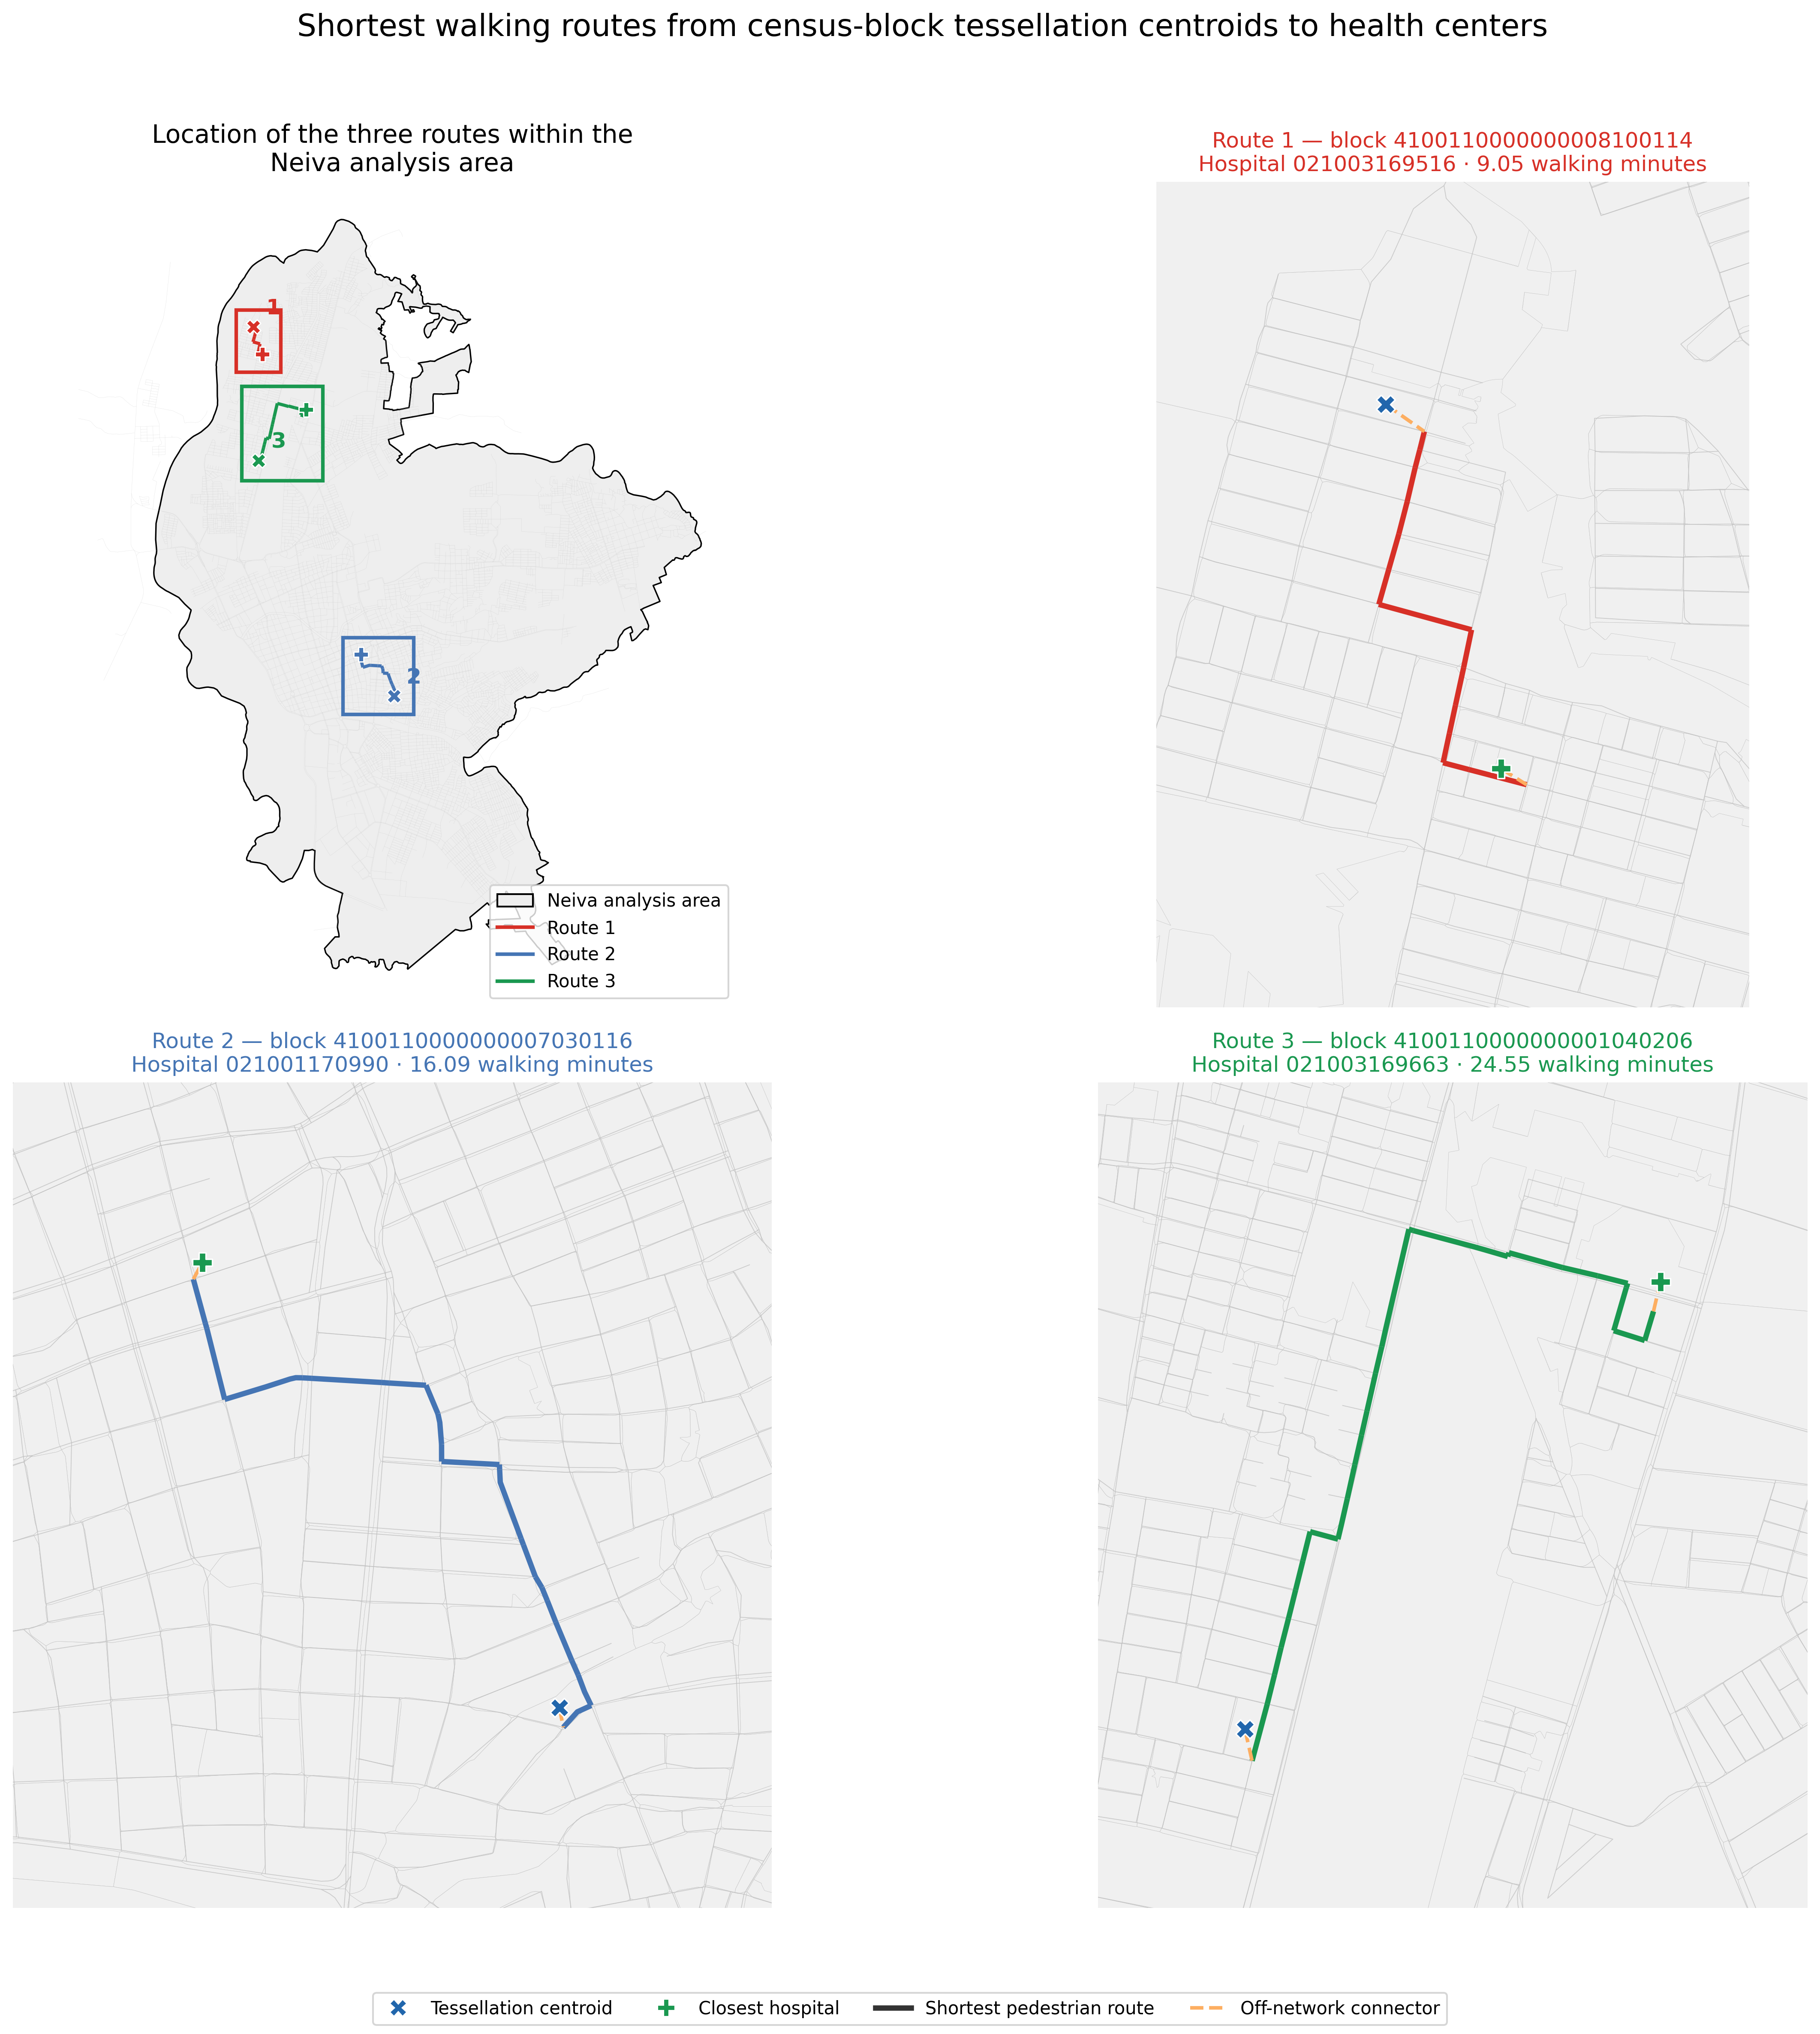 Shortest walking routes from census-block tessellation centroids to health centers
Location of the three routes within the
Neiva analysis area
1
3
2
Neiva analysis area
Route 1
Route 2
Route 3
Route 1 — block 4100110000000008100114
Hospital 021003169516 · 9.05 walking minutes
Route 2 — block 4100110000000007030116
Hospital 021001170990 · 16.09 walking minutes
Route 3 — block 4100110000000001040206
Hospital 021003169663 · 24.55 walking minutes
Tessellation centroid
Closest hospital
Shortest pedestrian route
Off-network connector